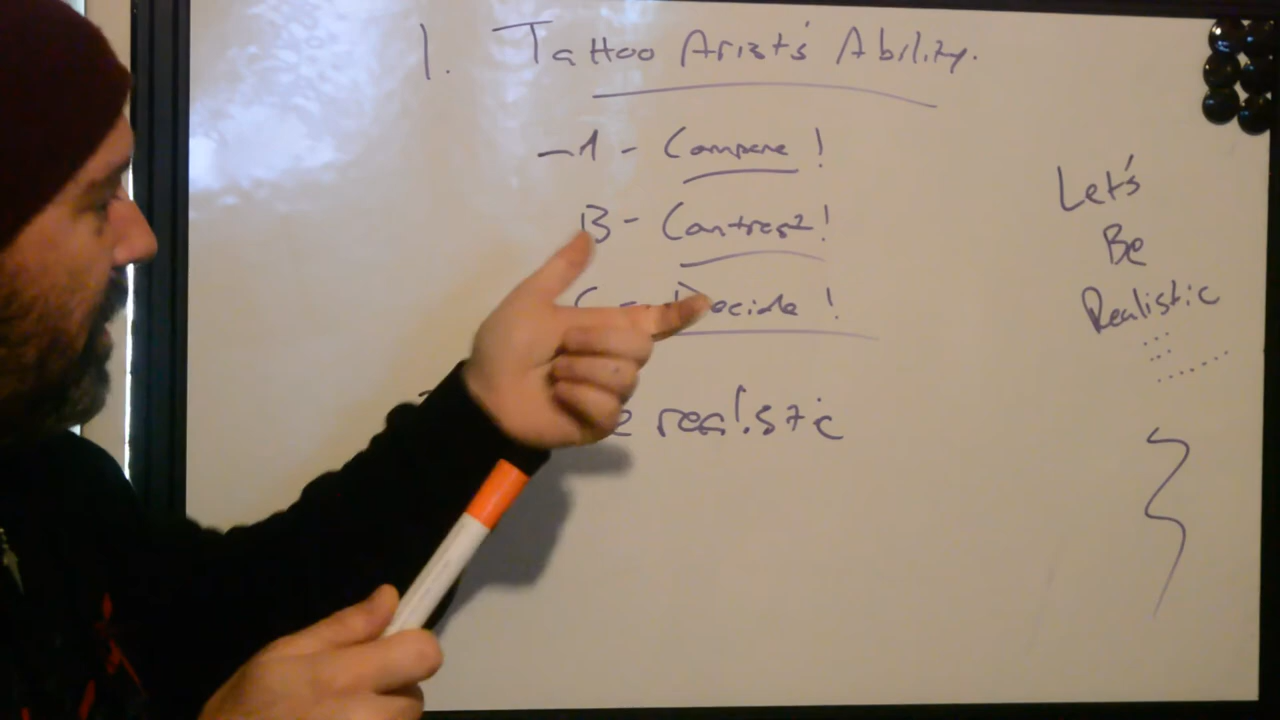 1. Tattoo Arist's Ability.
-A - Compare!
B - Contrast!
C - Decide!
realistic
Let's
Be
Realistic